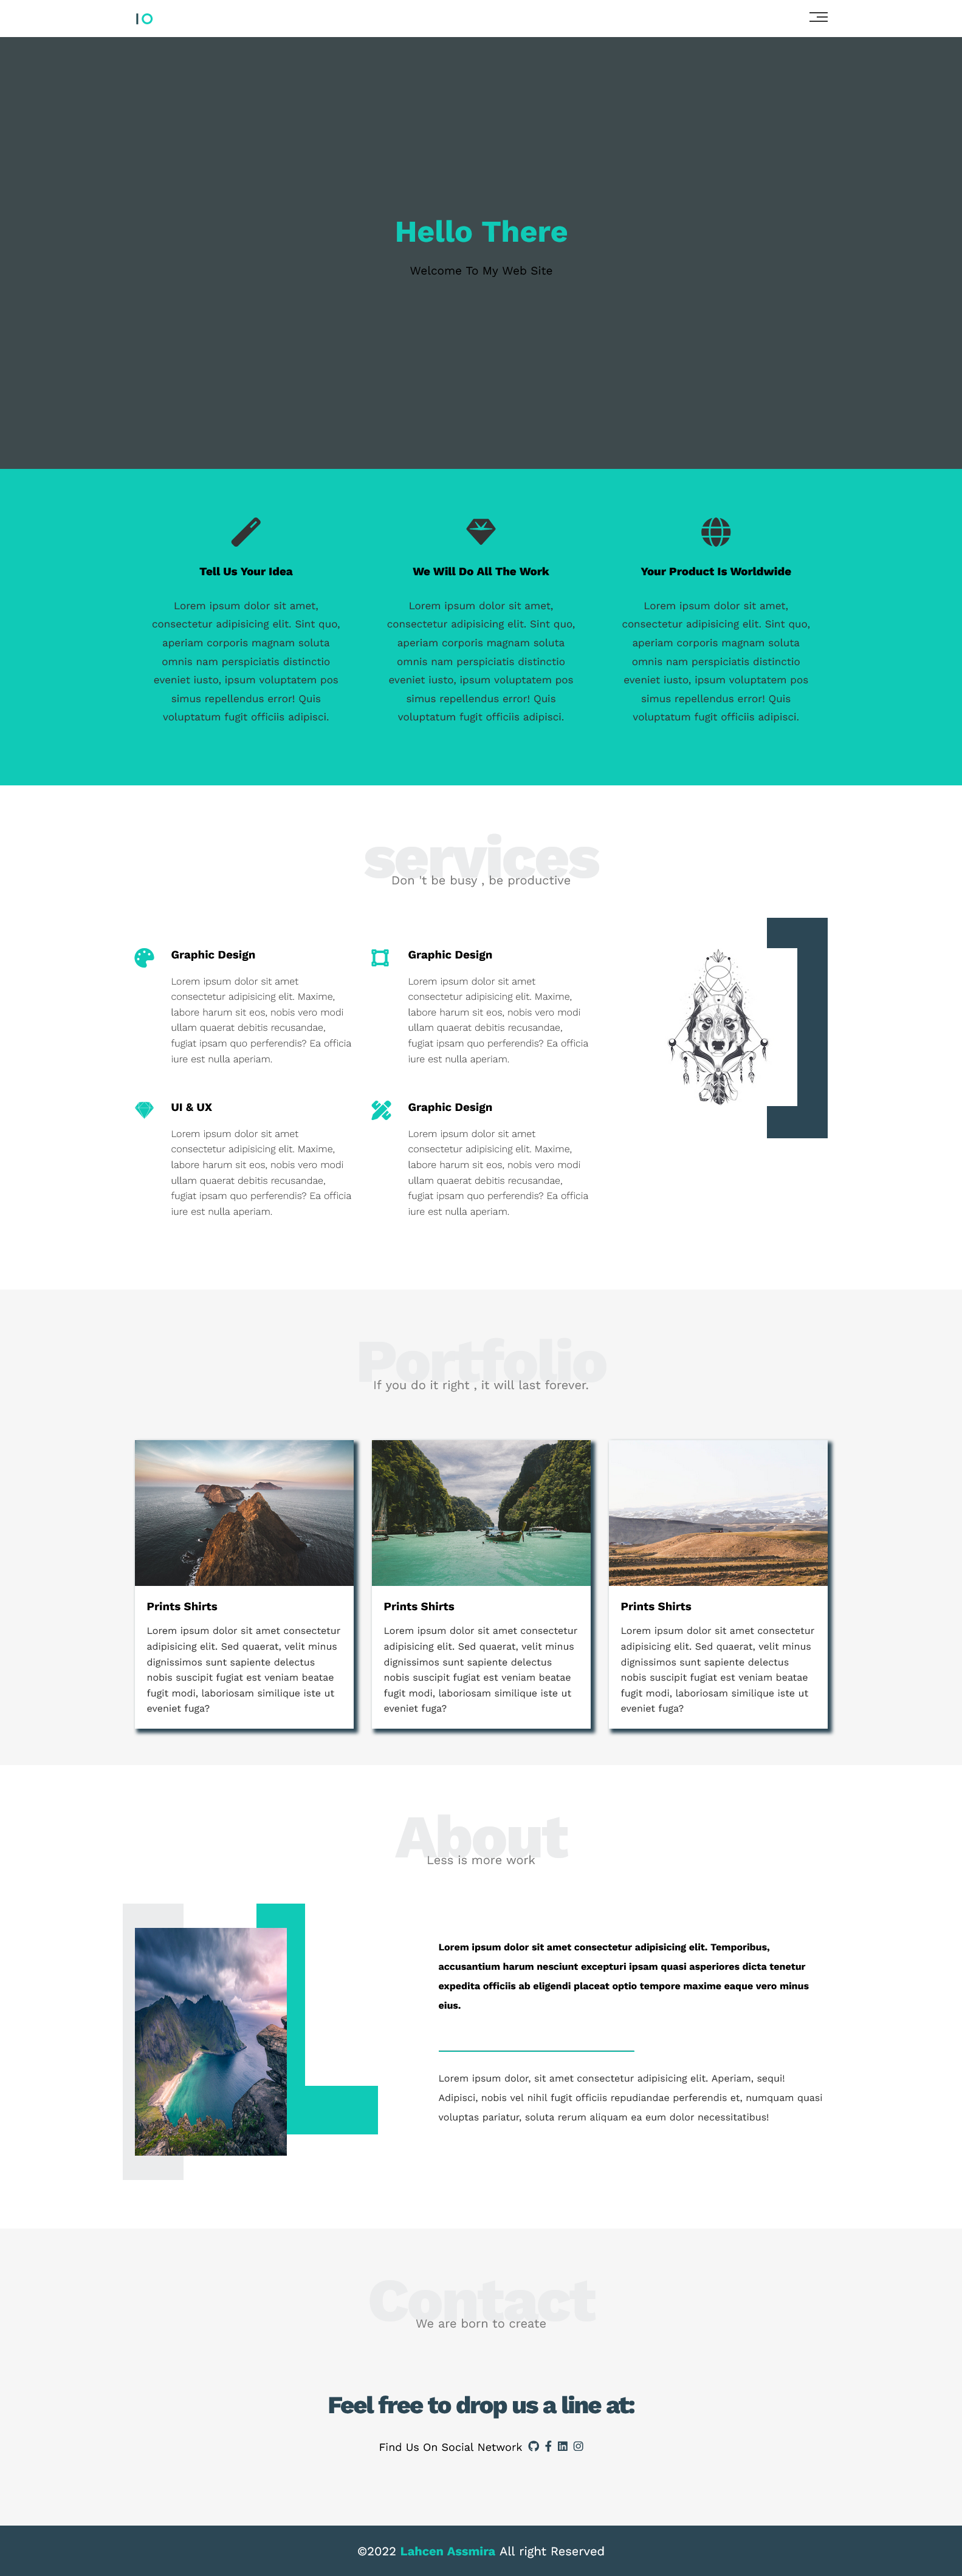 IO
Hello There
Welcome To My Web Site
Tell Us Your Idea
Lorem ipsum dolor sit amet,
consectetur adipisicing elit. Sint quo,
aperiam corporis magnam soluta
omnis nam perspiciatis distinctio
eveniet iusto, ipsum voluptatem pos
simus repellendus error! Quis
voluptatum fugit officiis adipisci.
We Will Do All The Work
Lorem ipsum dolor sit amet,
consectetur adipisicing elit. Sint quo,
aperiam corporis magnam soluta
omnis nam perspiciatis distinctio
eveniet iusto, ipsum voluptatem pos
simus repellendus error! Quis
voluptatum fugit officiis adipisci.
Your Product Is Worldwide
Lorem ipsum dolor sit amet,
consectetur adipisicing elit. Sint quo,
aperiam corporis magnam soluta
omnis nam perspiciatis distinctio
eveniet iusto, ipsum voluptatem pos
simus repellendus error! Quis
voluptatum fugit officiis adipisci.
services
Don 't be busy , be productive
Graphic Design
Lorem ipsum dolor sit amet
consectetur adipisicing elit. Maxime,
labore harum sit eos, nobis vero modi
ullam quaerat debitis recusandae,
fugiat ipsam quo perferendis? Ea officia
iure est nulla aperiam.
Graphic Design
Lorem ipsum dolor sit amet
consectetur adipisicing elit. Maxime,
labore harum sit eos, nobis vero modi
ullam quaerat debitis recusandae,
fugiat ipsam quo perferendis? Ea officia
iure est nulla aperiam.
UI & UX
Lorem ipsum dolor sit amet
consectetur adipisicing elit. Maxime,
labore harum sit eos, nobis vero modi
ullam quaerat debitis recusandae,
fugiat ipsam quo perferendis? Ea officia
iure est nulla aperiam.
Graphic Design
Lorem ipsum dolor sit amet
consectetur adipisicing elit. Maxime,
labore harum sit eos, nobis vero modi
ullam quaerat debitis recusandae,
fugiat ipsam quo perferendis? Ea officia
iure est nulla aperiam.
Portfolio
If you do it right , it will last forever.
Prints Shirts
Lorem ipsum dolor sit amet consectetur
adipisicing elit. Sed quaerat, velit minus
dignissimos sunt sapiente delectus
nobis suscipit fugiat est veniam beatae
fugit modi, laboriosam similique iste ut
eveniet fuga?
Prints Shirts
Lorem ipsum dolor sit amet consectetur
adipisicing elit. Sed quaerat, velit minus
dignissimos sunt sapiente delectus
nobis suscipit fugiat est veniam beatae
fugit modi, laboriosam similique iste ut
eveniet fuga?
Prints Shirts
Lorem ipsum dolor sit amet consectetur
adipisicing elit. Sed quaerat, velit minus
dignissimos sunt sapiente delectus
nobis suscipit fugiat est veniam beatae
fugit modi, laboriosam similique iste ut
eveniet fuga?
About
Less is more work
Lorem ipsum dolor sit amet consectetur adipisicing elit. Temporibus,
accusantium harum nesciunt excepturi ipsam quasi asperiores dicta tenetur
expedita officiis ab eligendi placeat optio tempore maxime eaque vero minus
eius.
Lorem ipsum dolor, sit amet consectetur adipisicing elit. Aperiam, sequi!
Adipisci, nobis vel nihil fugit officiis repudiandae perferendis et, numquam quasi
voluptas pariatur, soluta rerum aliquam ea eum dolor necessitatibus!
Contact
We are born to create
Feel free to drop us a line at:
Find Us On Social Network
©2022 Lahcen Assmira All right Reserved